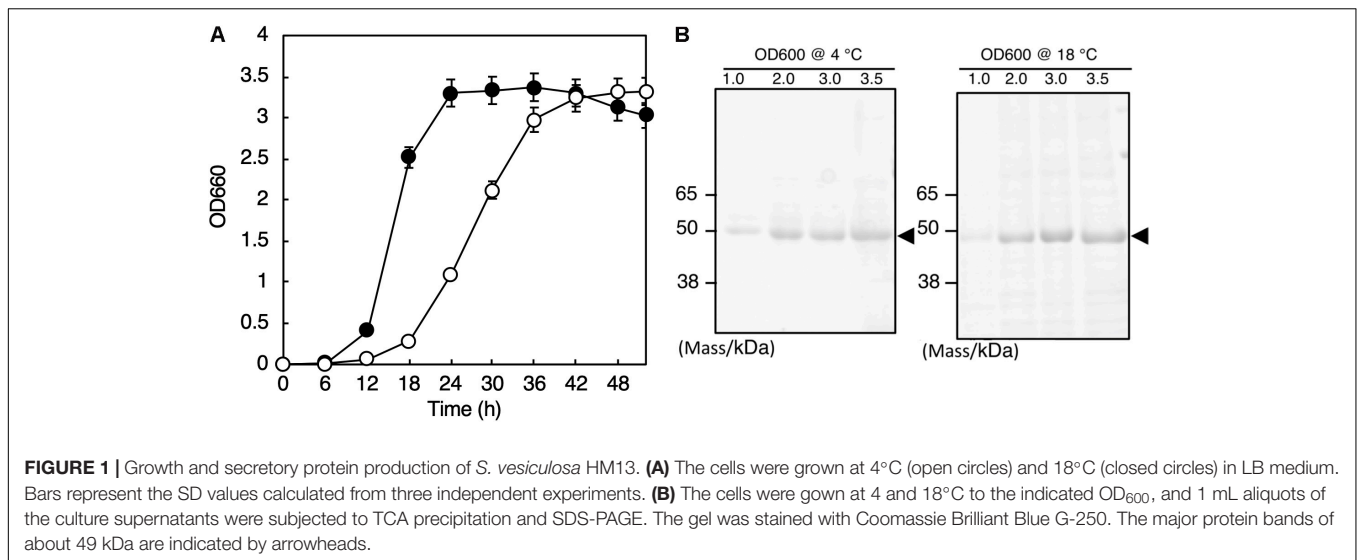 A
4
3.5
3
2.5
2
1.5
1
0.5
0
OD660
0 6 12 18 24 30 36 42 48
Time (h)
B
OD600 @ 4 °C
1.0 2.0 3.0 3.5
65
50
38
(Mass/kDa)
OD600 @ 18 °C
1.0 2.0 3.0 3.5
65
50
38
(Mass/kDa)
FIGURE 1 | Growth and secretory protein production of S. vesiculosa HM13. (A) The cells were grown at 4°C (open circles) and 18°C (closed circles) in LB medium.
Bars represent the SD values calculated from three independent experiments. (B) The cells were gown at 4 and 18°C to the indicated OD600, and 1 mL aliquots of
the culture supernatants were subjected to TCA precipitation and SDS-PAGE. The gel was stained with Coomassie Brilliant Blue G-250. The major protein bands of
about 49 kDa are indicated by arrowheads.